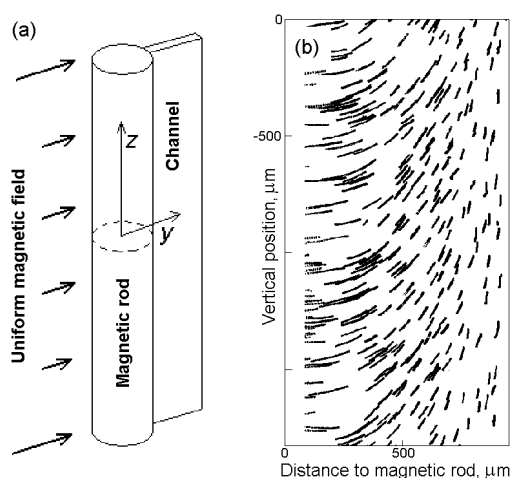 (a)
Uniform magnetic field
Magnetic rod
Channel
z
y
(b)
0
-500
Vertical position, µm
0
500
Distance to magnetic rod, µm